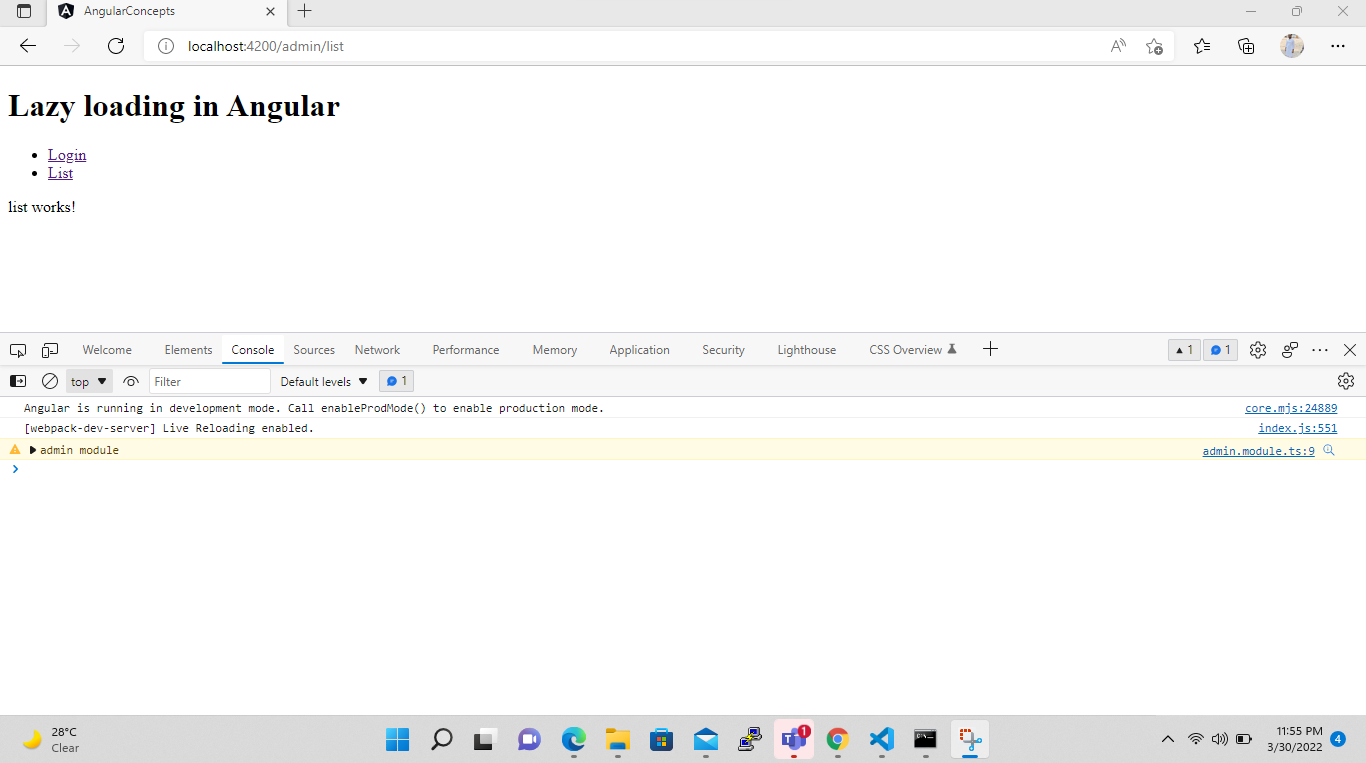 AngularConcepts
localhost:4200/admin/list
Lazy loading in Angular
Login
List
list works!
Welcome Elements Console Sources Network Performance Memory Application Security Lighthouse CSS Overview 1 1
top Filter Default levels 1
Angular is running in development mode. Call enableProdMode() to enable production mode. core.mjs:24889
[webpack-dev-server] Live Reloading enabled. index.js:551
admin module admin.module.ts:9
28°C
Clear
1
11:55 PM
3/30/2022
4